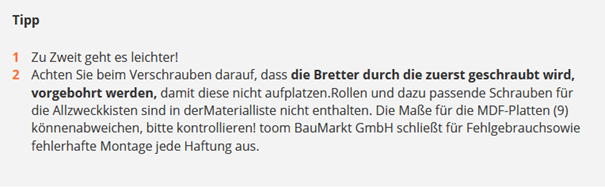 Tipp
1 Zu Zweit geht es leichter!
2 Achten Sie beim Verschrauben darauf, dass die Bretter durch die zuerst geschraubt wird,
vorgebohrt werden, damit diese nicht aufplatzen.Rollen und dazu passende Schrauben für
die Allzweckkisten sind in derMaterialliste nicht enthalten. Die Maße für die MDF-Platten (9)
könnenabweichen, bitte kontrollieren! toom BauMarkt GmbH schließt für Fehlgebrauchsowie
fehlerhafte Montage jede Haftung aus.